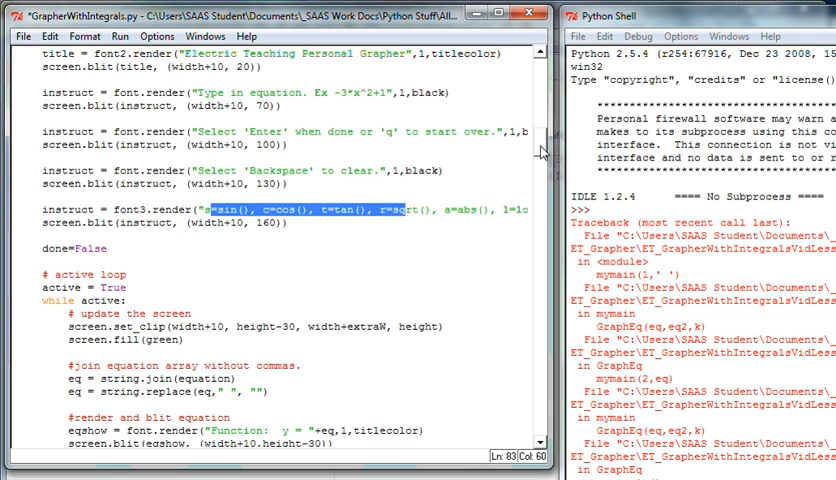 *GrapherWithIntegrals.py - C:\Users\SAAS Student\Documents\_SAAS Work Docs\Python Stuff\All...
File Edit Format Run Options Windows Help
title = font2.render("Electric Teaching Personal Grapher",1,titlecolor)
screen.blit(title, (width+10, 20))
instruct = font.render("Type in equation. Ex -3*x^2+1",1,black)
screen.blit(instruct, (width+10, 70))
instruct = font.render("Select 'Enter' when done or 'q' to start over.",1,b
screen.blit(instruct, (width+10, 100))
instruct = font.render("Select 'Backspace' to clear.",1,black)
screen.blit(instruct, (width+10, 130))
instruct = font3.render("s=sin(), c=cos(), t=tan(), r=sqrt(), a=abs(), l=lo
screen.blit(instruct, (width+10, 160))
done=False
# active loop
active = True
while active:
# update the screen
screen.set_clip(width+10, height-30, width+extraW, height)
screen.fill(green)
#join equation array without commas.
eq = string.join(equation)
eq = string.replace(eq," ", "")
#render and blit equation
eqshow = font.render("Function:  y = "+eq,1,titlecolor)
screen.blit(eqshow, (width+10,height-30))
Ln: 83 Col: 60
Python Shell
File Edit Debug Options Windows Help
Python 2.5.4 (r254:67916, Dec 23 2008, 15
win32
Type "copyright", "credits" or "license()
****************************************
Personal firewall software may warn a
makes to its subprocess using this co
interface. This connection is not vi
interface and no data is sent to or r
****************************************
IDLE 1.2.4 ==== No Subprocess ====
>>>
Traceback (most recent call last):
File "C:\Users\SAAS Student\Documents\_
ET_Grapher\ET_GrapherWithIntegralsVidLess
in <module>
mymain(1,' ')
File "C:\Users\SAAS Student\Documents\_
ET_Grapher\ET_GrapherWithIntegralsVidLess
in mymain
GraphEq(eq,eq2,k)
File "C:\Users\SAAS Student\Documents\_
ET_Grapher\ET_GrapherWithIntegralsVidLess
in GraphEq
mymain(2,eq)
File "C:\Users\SAAS Student\Documents\_
ET_Grapher\ET_GrapherWithIntegralsVidLess
in mymain
GraphEq(eq,eq2,k)
File "C:\Users\SAAS Student\Documents\_
ET_Grapher\ET_GrapherWithIntegralsVidLess
in GraphEq